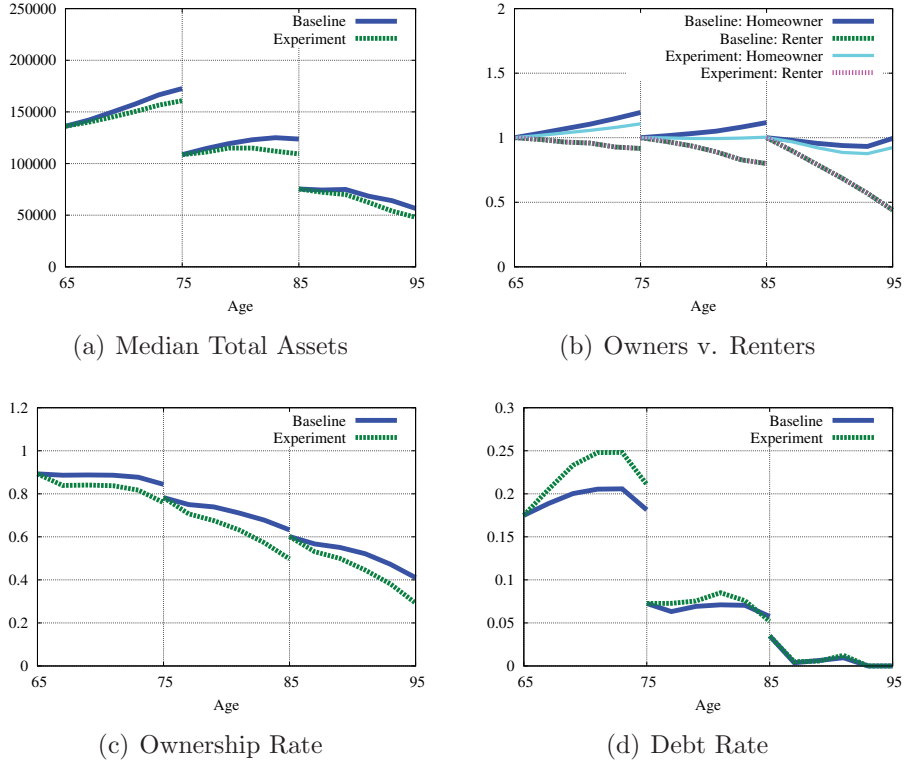 250000
200000
150000
100000
50000
0
65
75
85
95
Age
Baseline
Experiment
(a) Median Total Assets
2
1.5
1
0.5
0
65
75
85
95
Age
Baseline: Homeowner
Baseline: Renter
Experiment: Homeowner
Experiment: Renter
(b) Owners v. Renters
1.2
1
0.8
0.6
0.4
0.2
0
65
75
85
95
Age
Baseline
Experiment
(c) Ownership Rate
0.3
0.25
0.2
0.15
0.1
0.05
0
65
75
85
95
Age
Baseline
Experiment
(d) Debt Rate